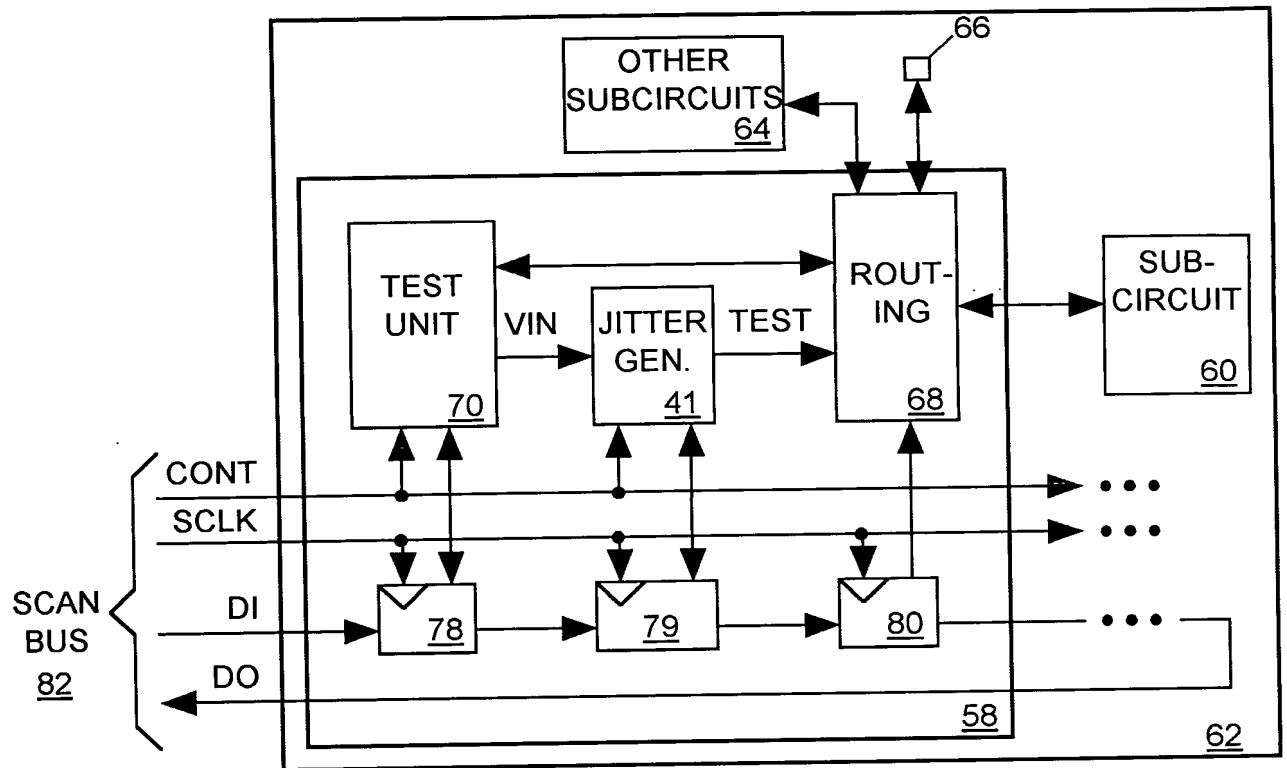 66
OTHER
SUBCIRCUITS
64
TEST
UNIT
70
VIN
JITTER
GEN.
41
TEST
ROUT-
ING
68
SUB-
CIRCUIT
60
CONT
SCLK
SCAN
BUS
82
DI
DO
78
79
80
58
62